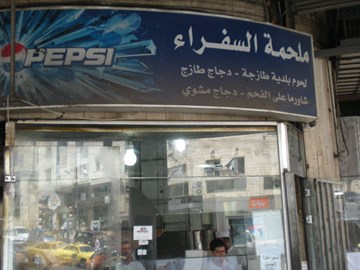 PEPSI
ملحمة السفراء
لحوم بلدية طازجة - دجاج طازج
شاورما على الفحم - دجاج مشوي